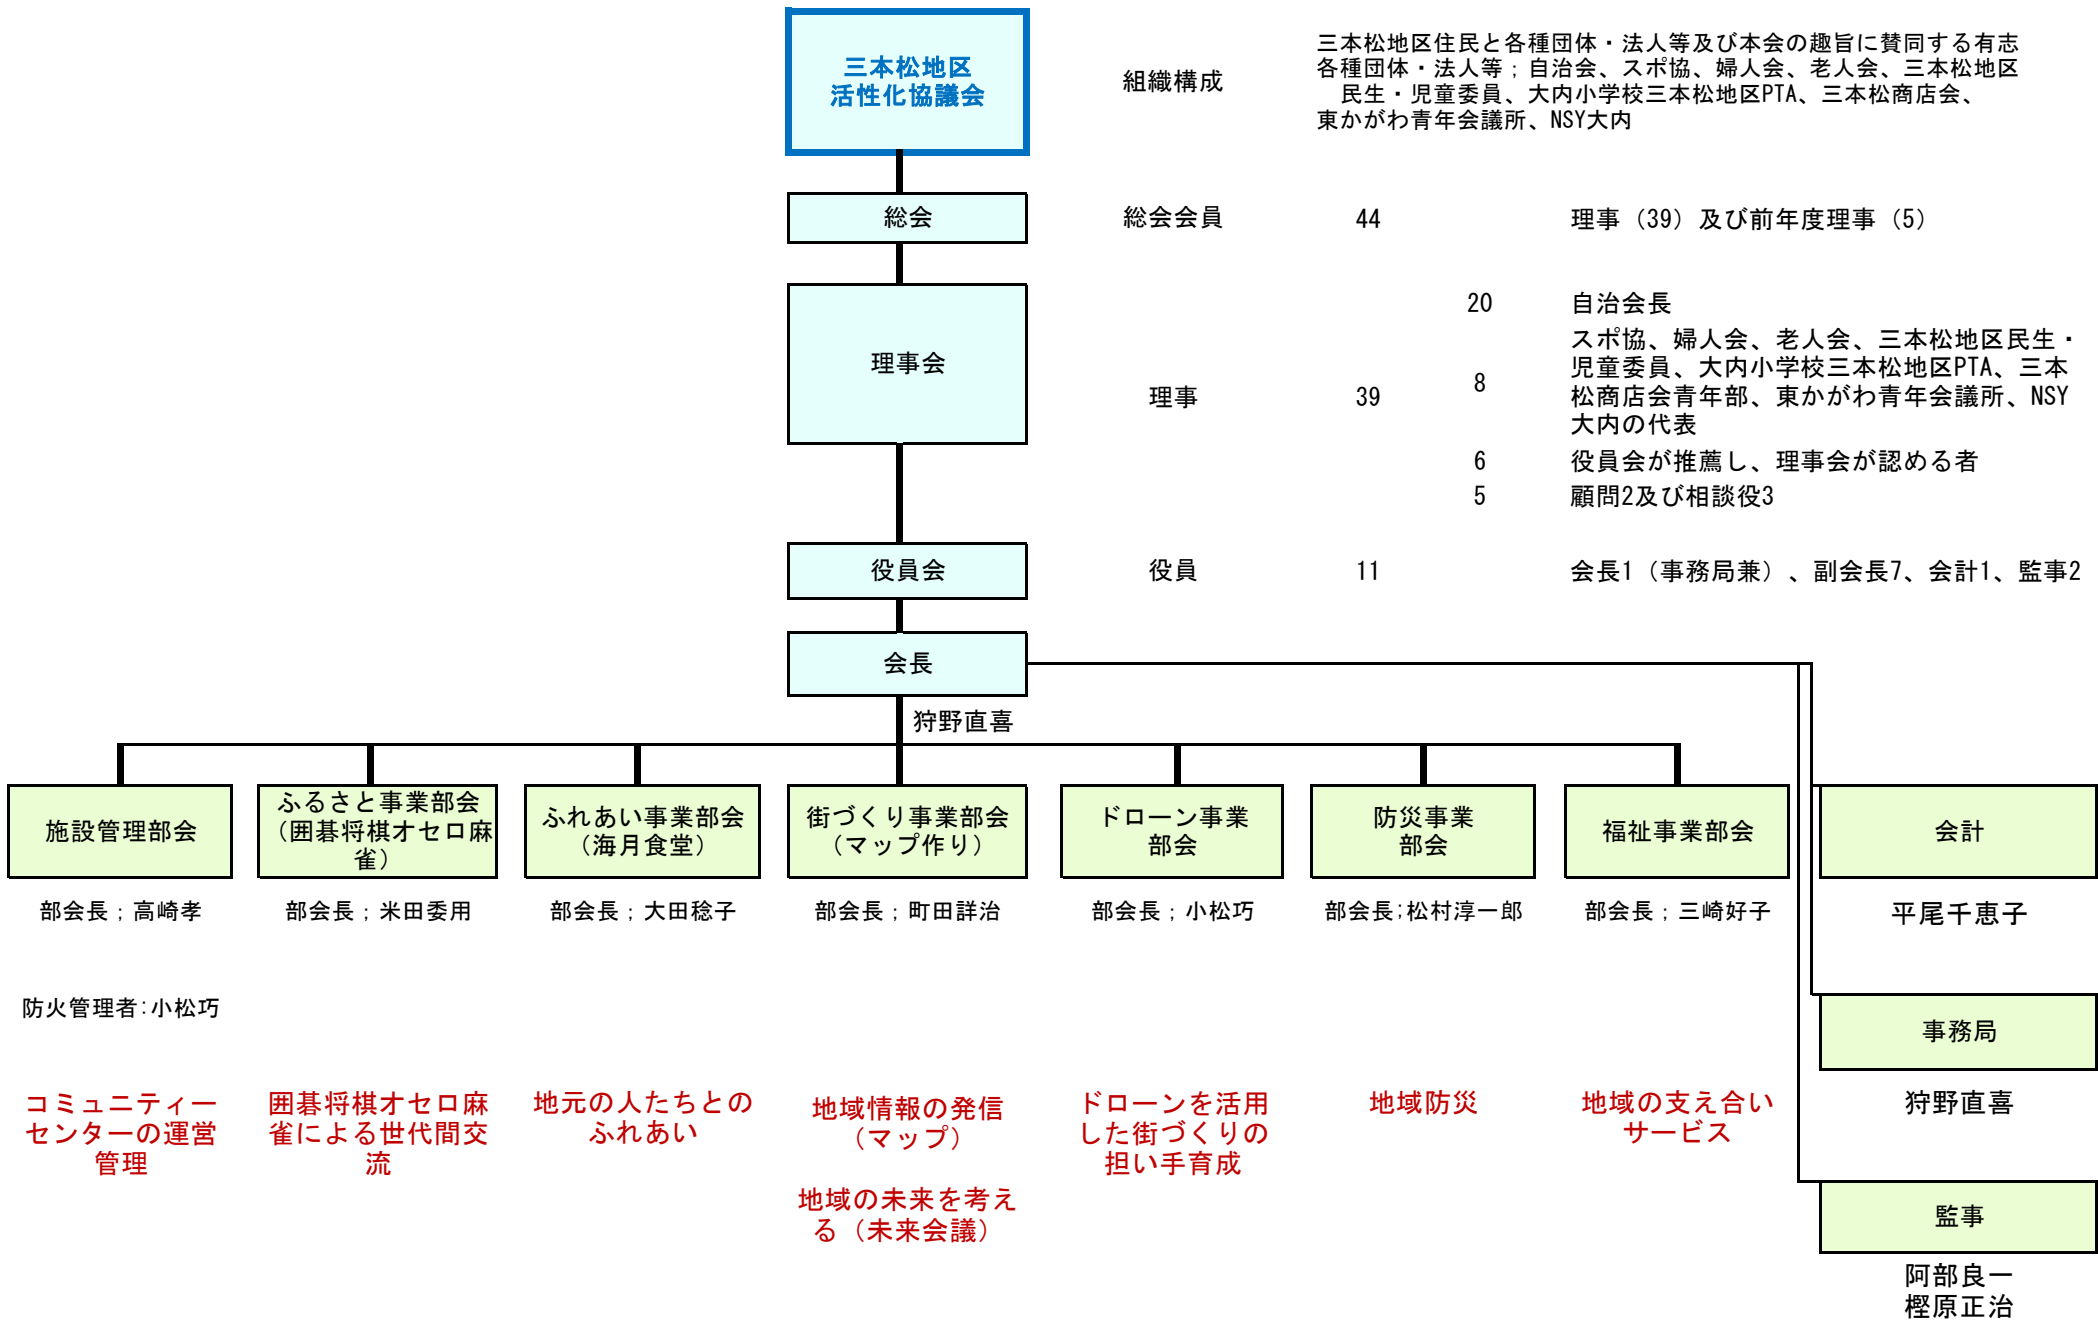 三本松地区
活性化協議会
組織構成
三本松地区住民と各種団体・法人等及び本会の趣旨に賛同する有志
各種団体・法人等；自治会、スポ協、婦人会、老人会、三本松地区
民生・児童委員、大内小学校三本松地区PTA、三本松商店会、
東かがわ青年会議所、NSY大内
総会
総会会員
44
理事（39）及び前年度理事（5）
理事会
理事
39
20
自治会長
8
スポ協、婦人会、老人会、三本松地区民生・
児童委員、大内小学校三本松地区PTA、三本
松商店会青年部、東かがわ青年会議所、NSY
大内の代表
6
役員会が推薦し、理事会が認める者
5
顧問2及び相談役3
役員会
役員
11
会長1（事務局兼）、副会長7、会計1、監事2
会長
狩野直喜
施設管理部会
部会長；高崎孝
防火管理者:小松巧
コミュニティー
センターの運営
管理
ふるさと事業部会
（囲碁将棋オセロ麻
雀）
部会長；米田委用
囲碁将棋オセロ麻
雀による世代間交
流
ふれあい事業部会
（海月食堂）
部会長；大田稔子
地元の人たちとの
ふれあい
街づくり事業部会
（マップ作り）
部会長；町田詳治
地域情報の発信
（マップ）
地域の未来を考え
る（未来会議）
ドローン事業
部会
部会長；小松巧
ドローンを活用
した街づくりの
担い手育成
防災事業
部会
部会長;松村淳一郎
地域防災
福祉事業部会
部会長；三崎好子
地域の支え合い
サービス
会計
平尾千恵子
事務局
狩野直喜
監事
阿部良一
樫原正治